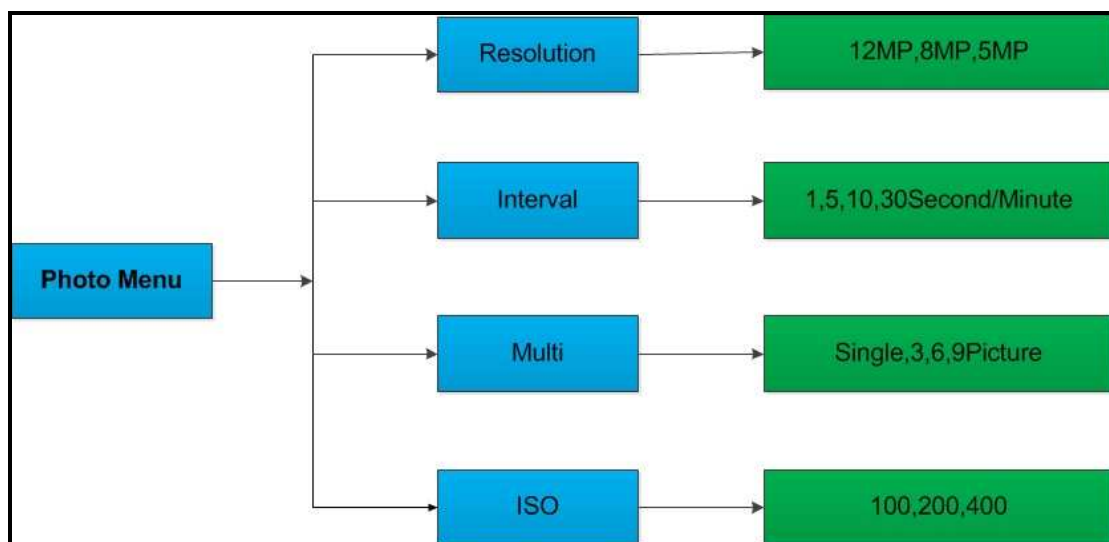 Resolution
12MP,8MP,5MP
Interval
1,5,10,30Second/Minute
Photo Menu
Multi
Single,3,6,9Picture
ISO
100,200,400